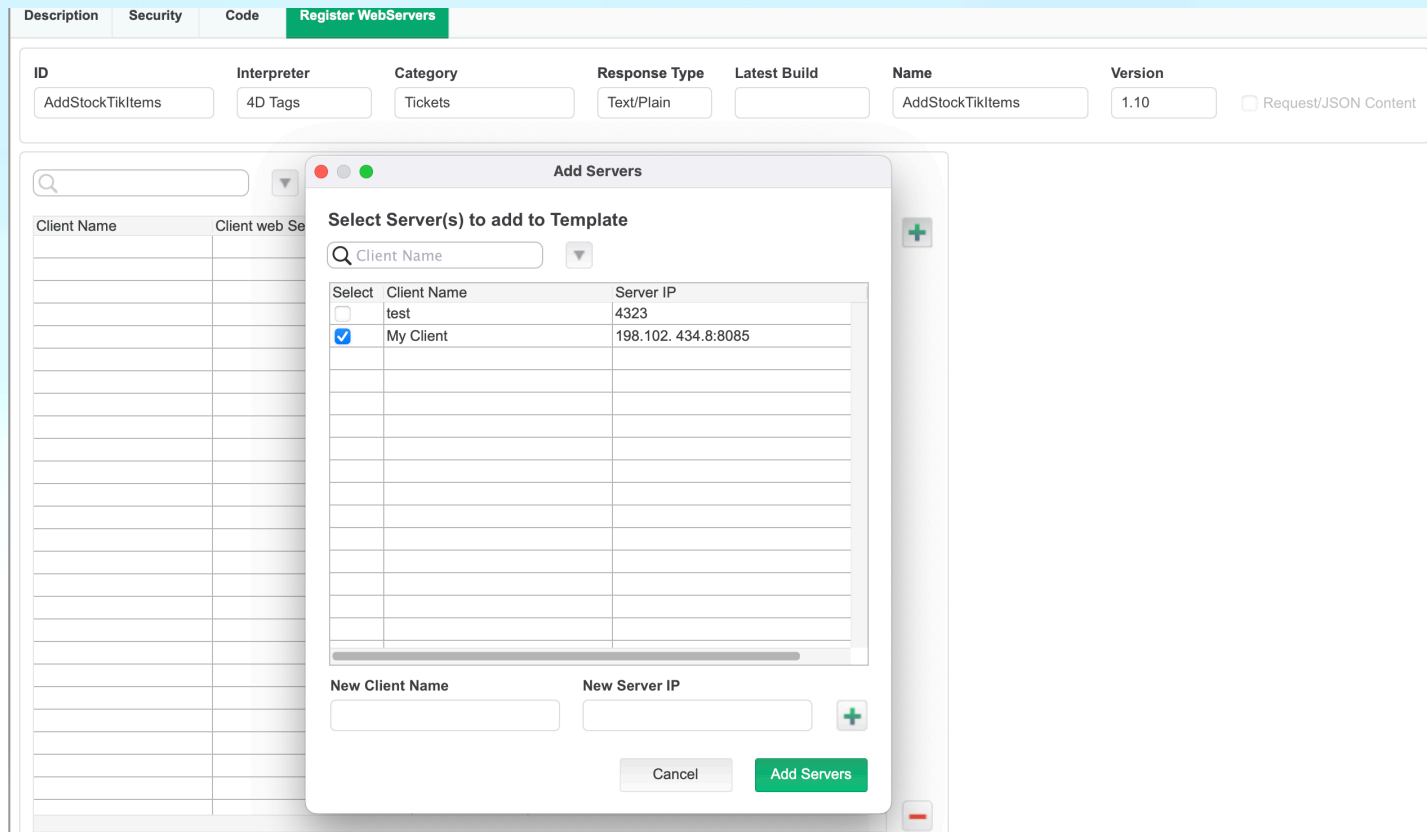 Description Security Code Register WebServers
ID Interpreter Category Response Type Latest Build Name Version
AddStockTikItems 4D Tags Tickets Text/Plain AddStockTikItems 1.10 Request/JSON Content
Add Servers
Select Server(s) to add to Template
Client Name
Client Name Client web Se
Select Client Name Server IP
test 4323
My Client 198.102. 434.8:8085
New Client Name New Server IP
Cancel Add Servers